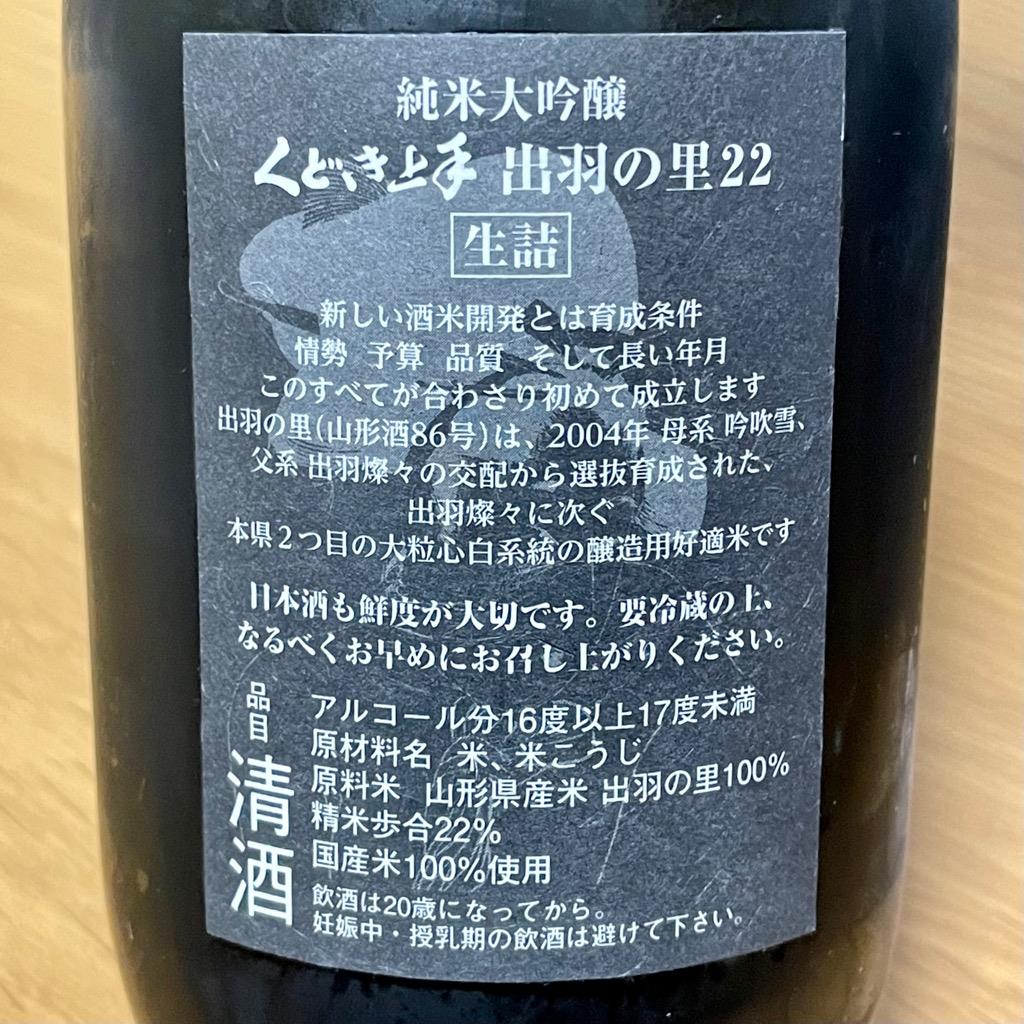 純米大吟醸
くどき上手 出羽の里22
生詰
新しい酒米開発とは育成条件
情勢 予算 品質 そして長い年月
このすべてが合わさり初めて成立します
出羽の里(山形酒86号)は、2004年 母系 吟吹雪、
父系 出羽燦々の交配から選抜育成された、
出羽燦々に次ぐ
本県2つ目の大粒心白系統の醸造用好適米です
日本酒も鮮度が大切です。要冷蔵の上、
なるべくお早めにお召し上がりください。
品目
清酒
アルコール分16度以上17度未満
原材料名 米、米こうじ
原料米 山形県産米 出羽の里100%
精米歩合22%
国産米100%使用
飲酒は20歳になってから。
妊娠中・授乳期の飲酒は避けて下さい。